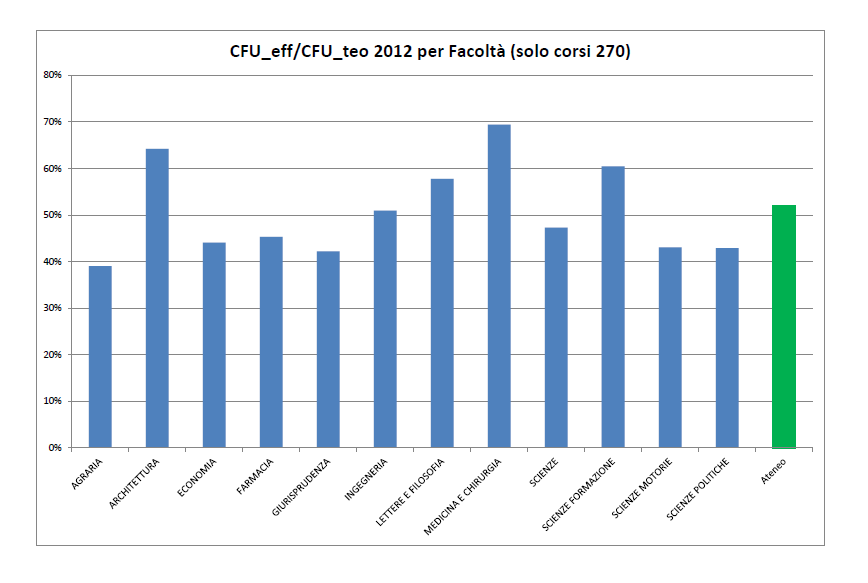 CFU_eff/CFU_teo 2012 per Facoltà (solo corsi 270)
80%
70%
60%
50%
40%
30%
20%
10%
0%
AGRARIA
ARCHITETTURA
ECONOMIA
FARMACIA
GIURISPRUDENZA
INGEGNERIA
LETTERE E FILOSOFIA
MEDICINA E CHIRURGIA
SCIENZE
SCIENZE FORMAZIONE
SCIENZE MOTORIE
SCIENZE POLITICHE
Ateneo